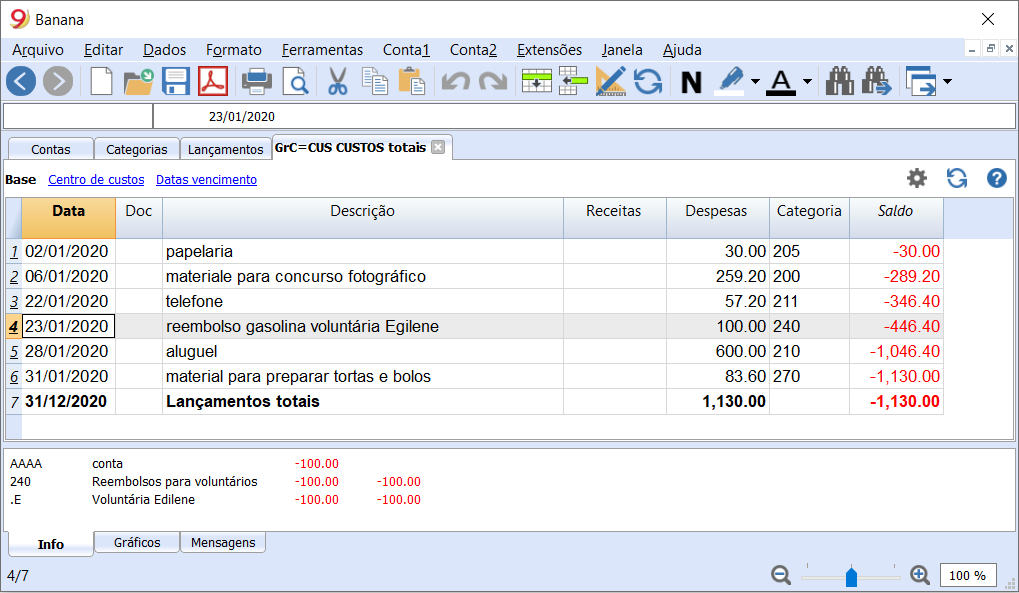 Banana
Arquivo Editar Dados Formato Ferramentas Conta1 Conta2 Extensões Janela Ajuda
N A
23/01/2020
Contas Categorias Lançamentos GrC=CUS CUSTOS totais
Base Centro de custos Datas vencimento
Data Doc Descrição Receitas Despesas Categoria Saldo
1 02/01/2020 papelaria 30.00 205 -30.00
2 06/01/2020 materiale para concurso fotográfico 259.20 200 -289.20
3 22/01/2020 telefone 57.20 211 -346.40
4 23/01/2020 reembolso gasolina voluntária Egilene 100.00 240 -446.40
5 28/01/2020 aluguel 600.00 210 -1,046.40
6 31/01/2020 material para preparar tortas e bolos 83.60 270 -1,130.00
7 31/12/2020 Lançamentos totais 1,130.00 -1,130.00
AAAA conta -100.00
240 Reembolsos para voluntários -100.00 -100.00
.E Voluntária Edilene -100.00 -100.00
Info Gráficos Mensagens
4/7 100 %